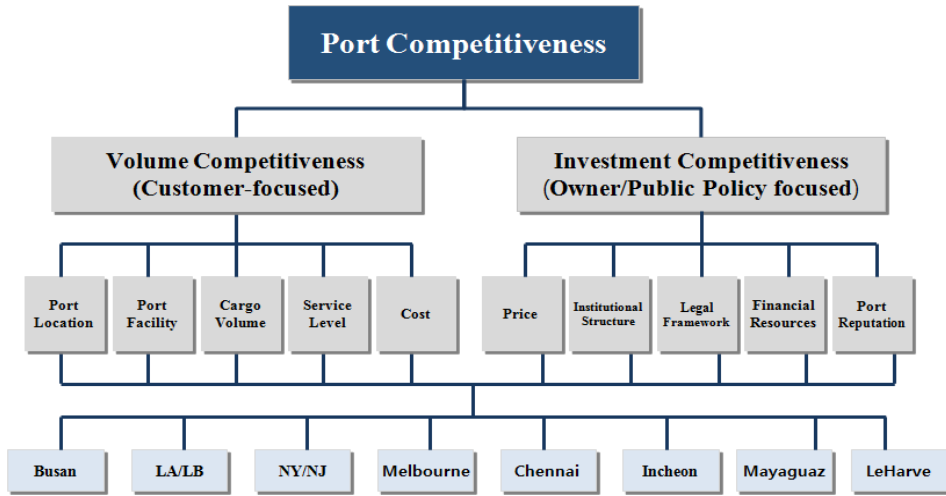 Port Competitiveness
Volume Competitiveness
(Customer-focused)
Investment Competitiveness
(Owner/Public Policy focused)
Port
Location
Port
Facility
Cargo
Volume
Service
Level
Cost
Price
Institutional
Structure
Legal
Framework
Financial
Resources
Port
Reputation
Busan
LA/LB
NY/NJ
Melbourne
Chennai
Incheon
Mayaguaz
LeHarve